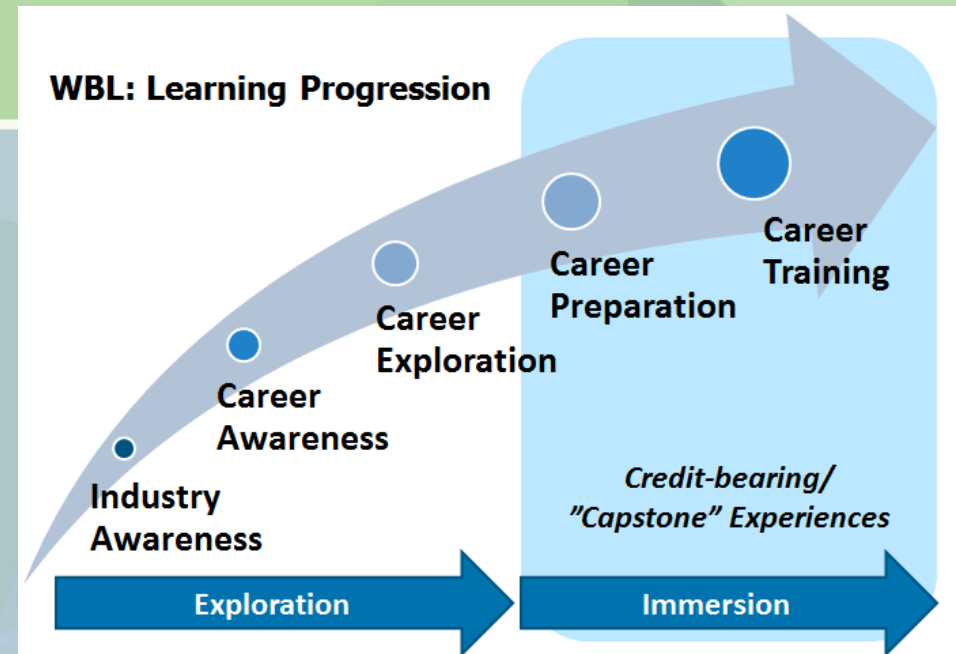 WBL: Learning Progression
Industry
Awareness
Career
Awareness
Career
Exploration
Career
Preparation
Career
Training
Credit-bearing/
”Capstone” Experiences
Exploration
Immersion